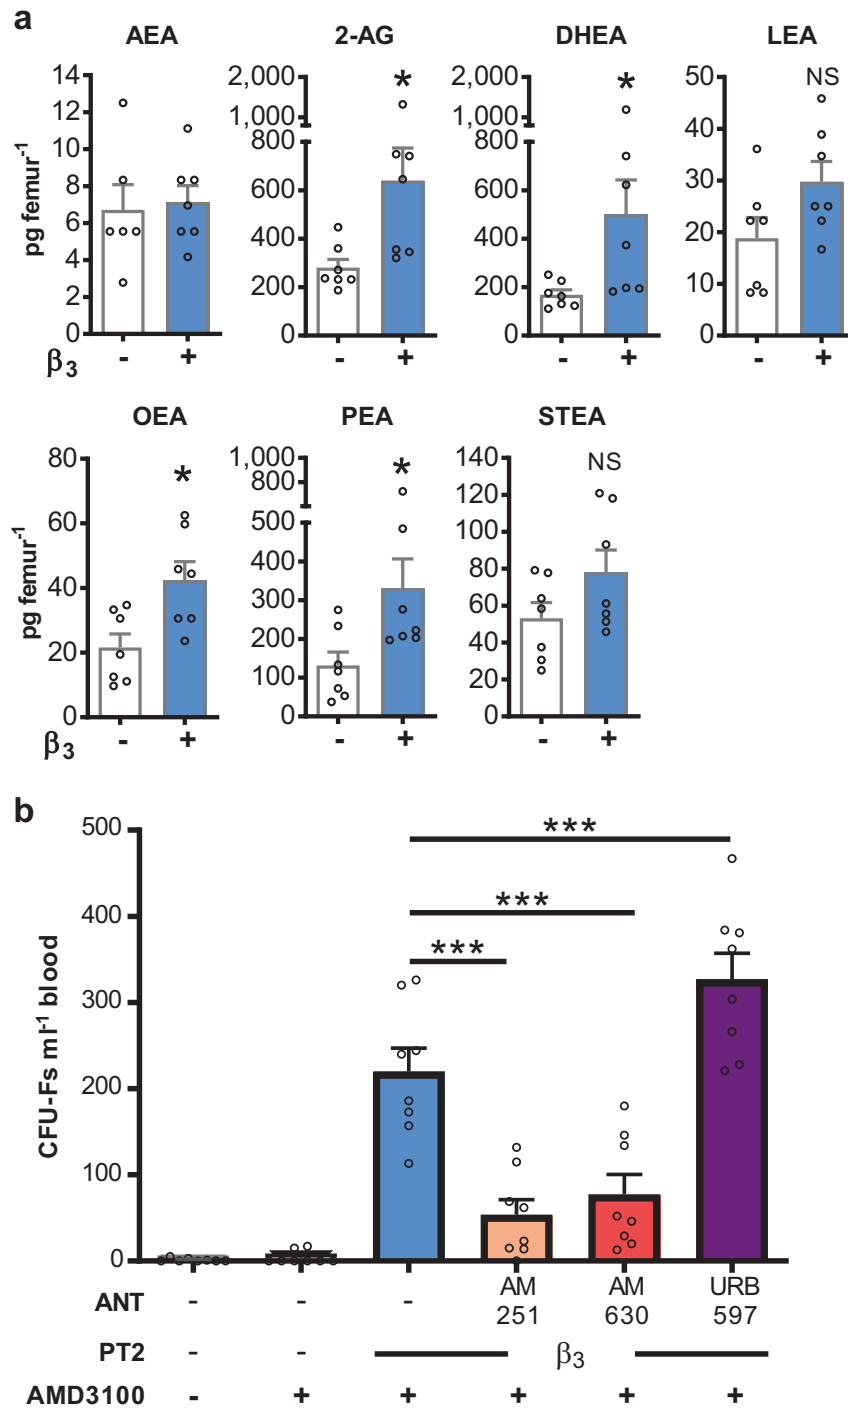 a
AEA 2-AG DHEA LEA
14 12 10 8 6 4 2 0
2,000 1,000 800 600 400 200 0
2,000 1,000 800 600 400 200 0
50 40 30 20 10 0
pg femur⁻¹
* * NS
β₃ - + - + - + - +
OEA PEA STEA
80 60 40 20 0
1,000 800 500 400 300 200 100 0
140 120 100 80 60 40 20 0
pg femur⁻¹
* * NS
β₃ - + - + - +
b
500
400
300
200
100
0
CFU-Fs ml⁻¹ blood
***
***
***
ANT - - - AM 251 AM 630 URB 597
PT2 - - β₃
AMD3100 - + + + + +